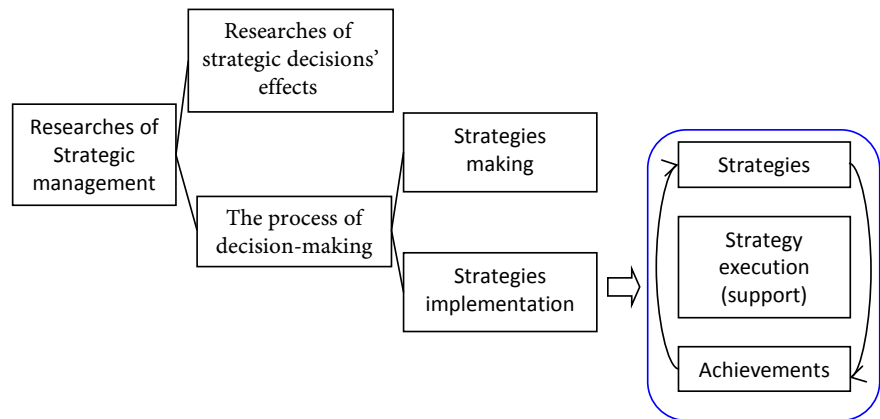 Researches of
Strategic
management
Researches of
strategic decisions’
effects
The process of
decision-making
Strategies
making
Strategies
implementation
Strategies
Strategy
execution
(support)
Achievements